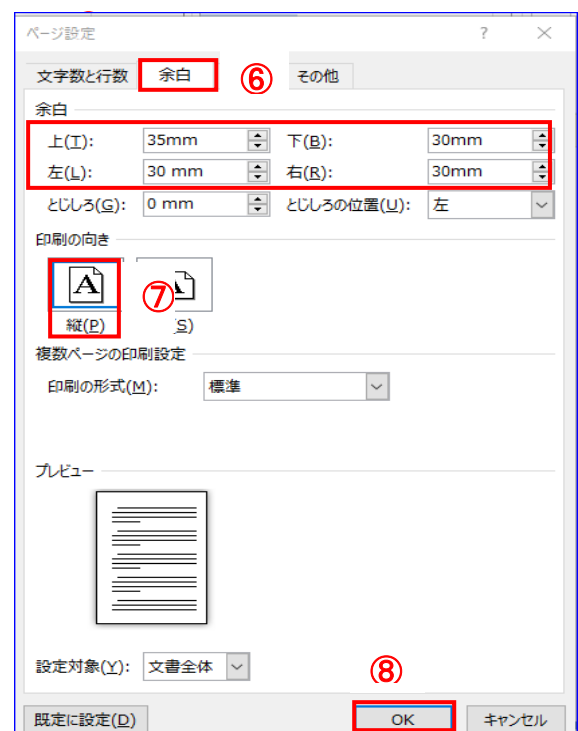 ページ設定 ? ×
文字数と行数 余白 ⑥ その他
余白
上(T): 35mm 下(B): 30mm
左(L): 30 mm 右(R): 30mm
とじしろ(G): 0 mm とじしろの位置(U): 左
印刷の向き
A ⑦ A
縦(P) S)
複数ページの印刷設定
印刷の形式(M): 標準
プレビュー
設定対象(Y): 文書全体
⑧
既定に設定(D) OK キャンセル